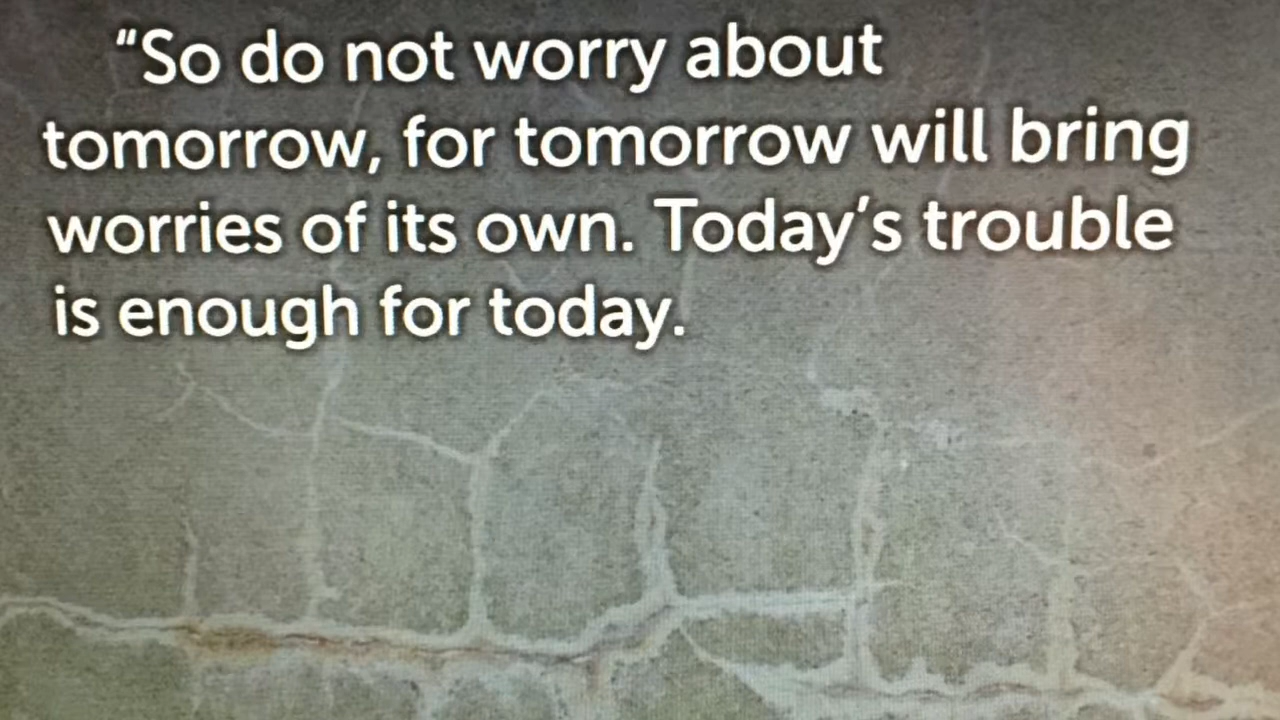 “So do not worry about
tomorrow, for tomorrow will bring
worries of its own. Today’s trouble
is enough for today.